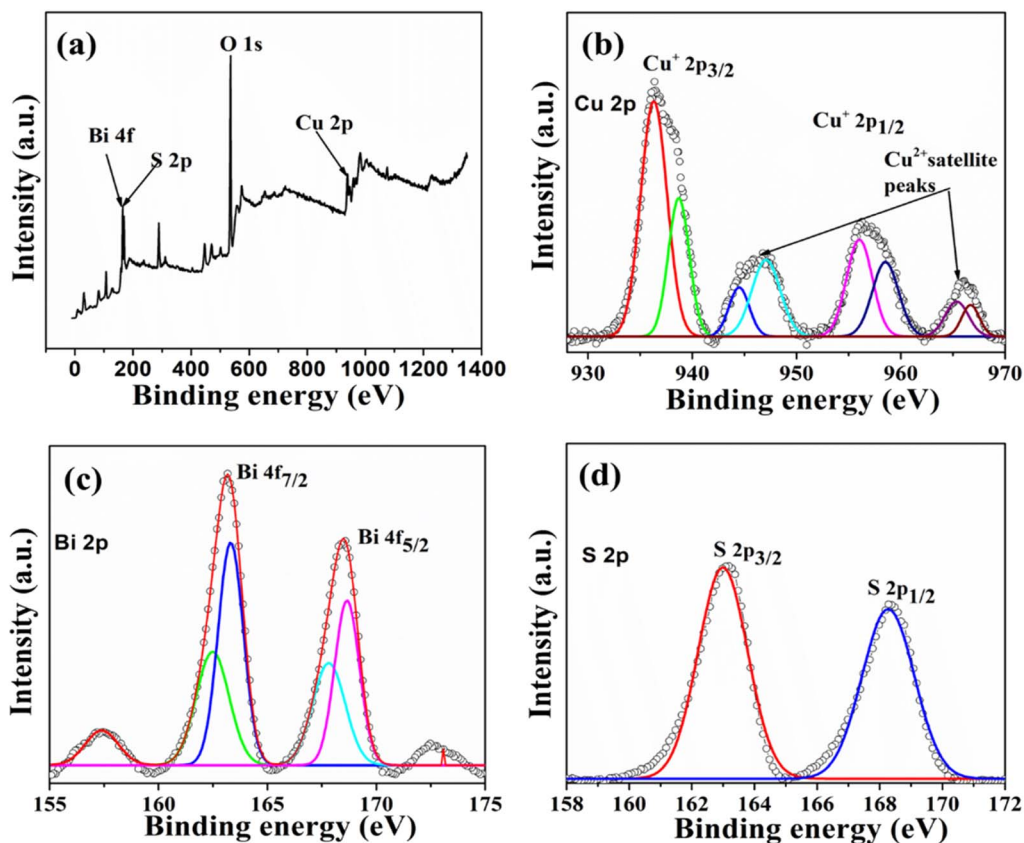 (a)
O 1s
Bi 4f
S 2p
Cu 2p
Intensity (a.u.)
0 200 400 600 800 1000 1200 1400
Binding energy (eV)
(b)
Cu⁺ 2p3/2
Cu 2p
Cu⁺ 2p1/2
Cu²⁺satellite
peaks
Intensity (a.u.)
930 940 950 960 970
Binding energy (eV)
(c)
Bi 4f7/2
Bi 2p
Bi 4f5/2
Intensity (a.u.)
155 160 165 170 175
Binding energy (eV)
(d)
S 2p
S 2p3/2
S 2p1/2
Intensity (a.u.)
158 160 162 164 166 168 170 172
Binding energy (eV)